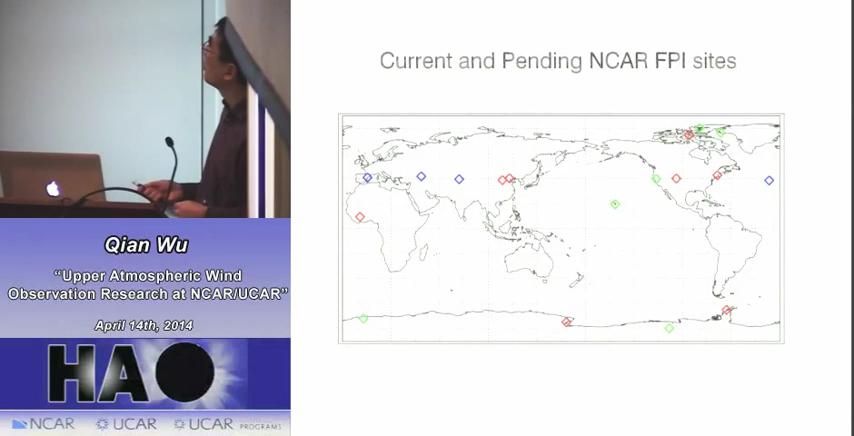 Current and Pending NCAR FPI sites
Qian Wu
“Upper Atmospheric Wind
Observation Research at NCAR/UCAR”
April 14th, 2014
HAO
NCAR UCAR UCAR PROGRAMS